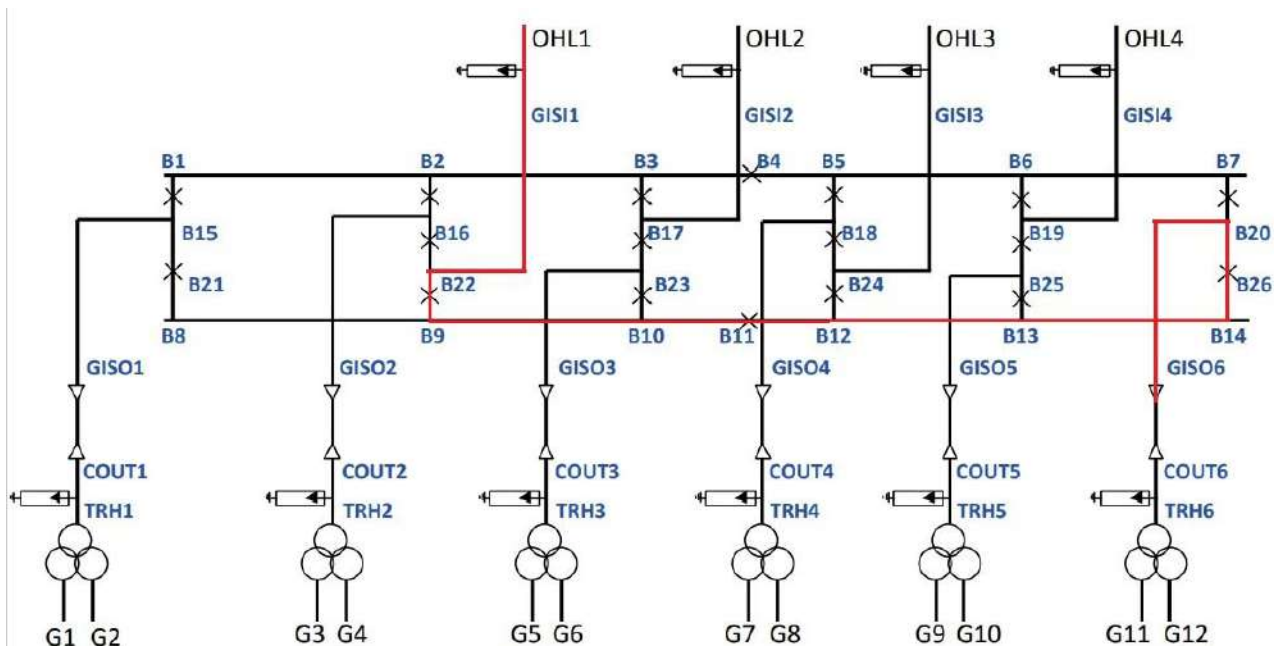 OHL1 OHL2 OHL3 OHL4
GISI1 GISI2 GISI3 GISI4
B1 B2 B3 B4 B5 B6 B7
B15 B16 B17 B18 B19 B20
B21 B22 B23 B24 B25 B26
B8 B9 B10 B11 B12 B13 B14
GISO1 GISO2 GISO3 GISO4 GISO5 GISO6
COUT1 COUT2 COUT3 COUT4 COUT5 COUT6
TRH1 TRH2 TRH3 TRH4 TRH5 TRH6
G1 G2 G3 G4 G5 G6 G7 G8 G9 G10 G11 G12